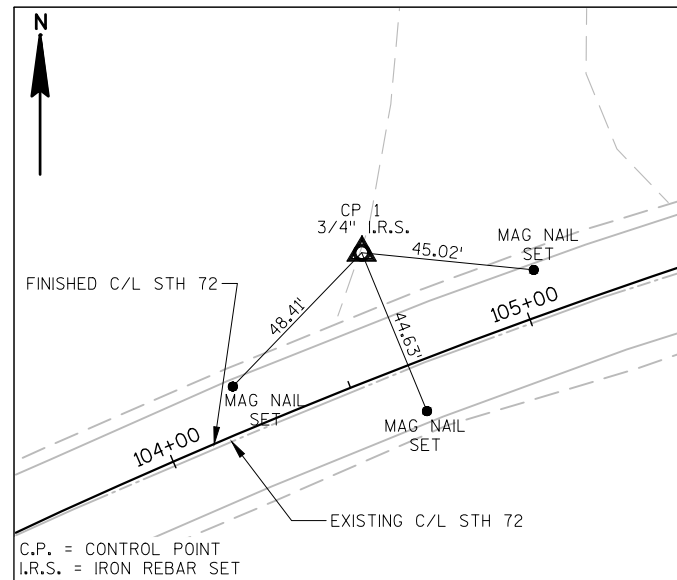 N
CP 1
3/4" I.R.S.
MAG NAIL
SET
45.02'
FINISHED C/L STH 72
48.41'
44.63'
105+00
MAG NAIL
SET
MAG NAIL
SET
104+00
EXISTING C/L STH 72
C.P. = CONTROL POINT
I.R.S. = IRON REBAR SET